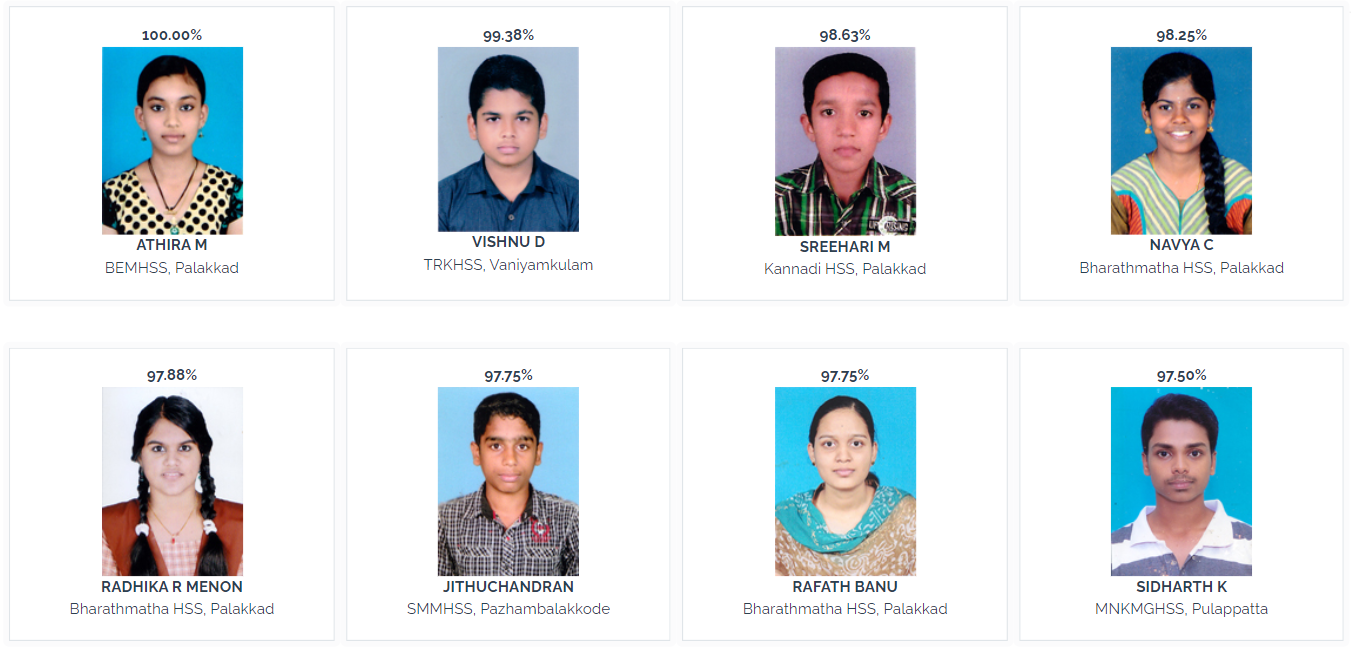 100.00%
ATHIRA M
BEMHSS, Palakkad
99.38%
VISHNU D
TRKHSS, Vaniyamkulam
98.63%
SREEHARI M
Kannadi HSS, Palakkad
98.25%
NAVYA C
Bharathmatha HSS, Palakkad
97.88%
RADHIKA R MENON
Bharathmatha HSS, Palakkad
97.75%
JITHUCHANDRAN
SMMHSS, Pazhambalakkode
97.75%
RAFATH BANU
Bharathmatha HSS, Palakkad
97.50%
SIDHARTH K
MNKMGHSS, Pulappatta